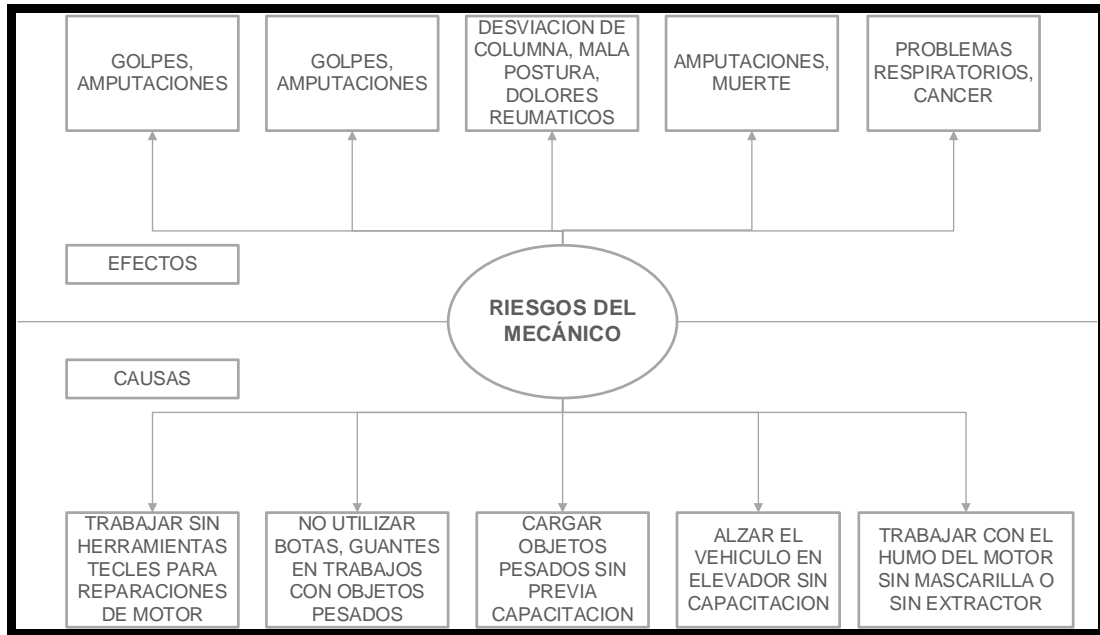 GOLPES,
AMPUTACIONES
GOLPES,
AMPUTACIONES
DESVIACION DE
COLUMNA, MALA
POSTURA,
DOLORES
REUMATICOS
AMPUTACIONES,
MUERTE
PROBLEMAS
RESPIRATORIOS,
CANCER
EFECTOS
RIESGOS DEL
MECÁNICO
CAUSAS
TRABAJAR SIN
HERRAMIENTAS
TECLES PARA
REPARACIONES
DE MOTOR
NO UTILIZAR
BOTAS, GUANTES
EN TRABAJOS
CON OBJETOS
PESADOS
CARGAR
OBJETOS
PESADOS SIN
PREVIA
CAPACITACION
ALZAR EL
VEHICULO EN
ELEVADOR SIN
CAPACITACION
TRABAJAR CON EL
HUMO DEL MOTOR
SIN MASCARILLA O
SIN EXTRACTOR